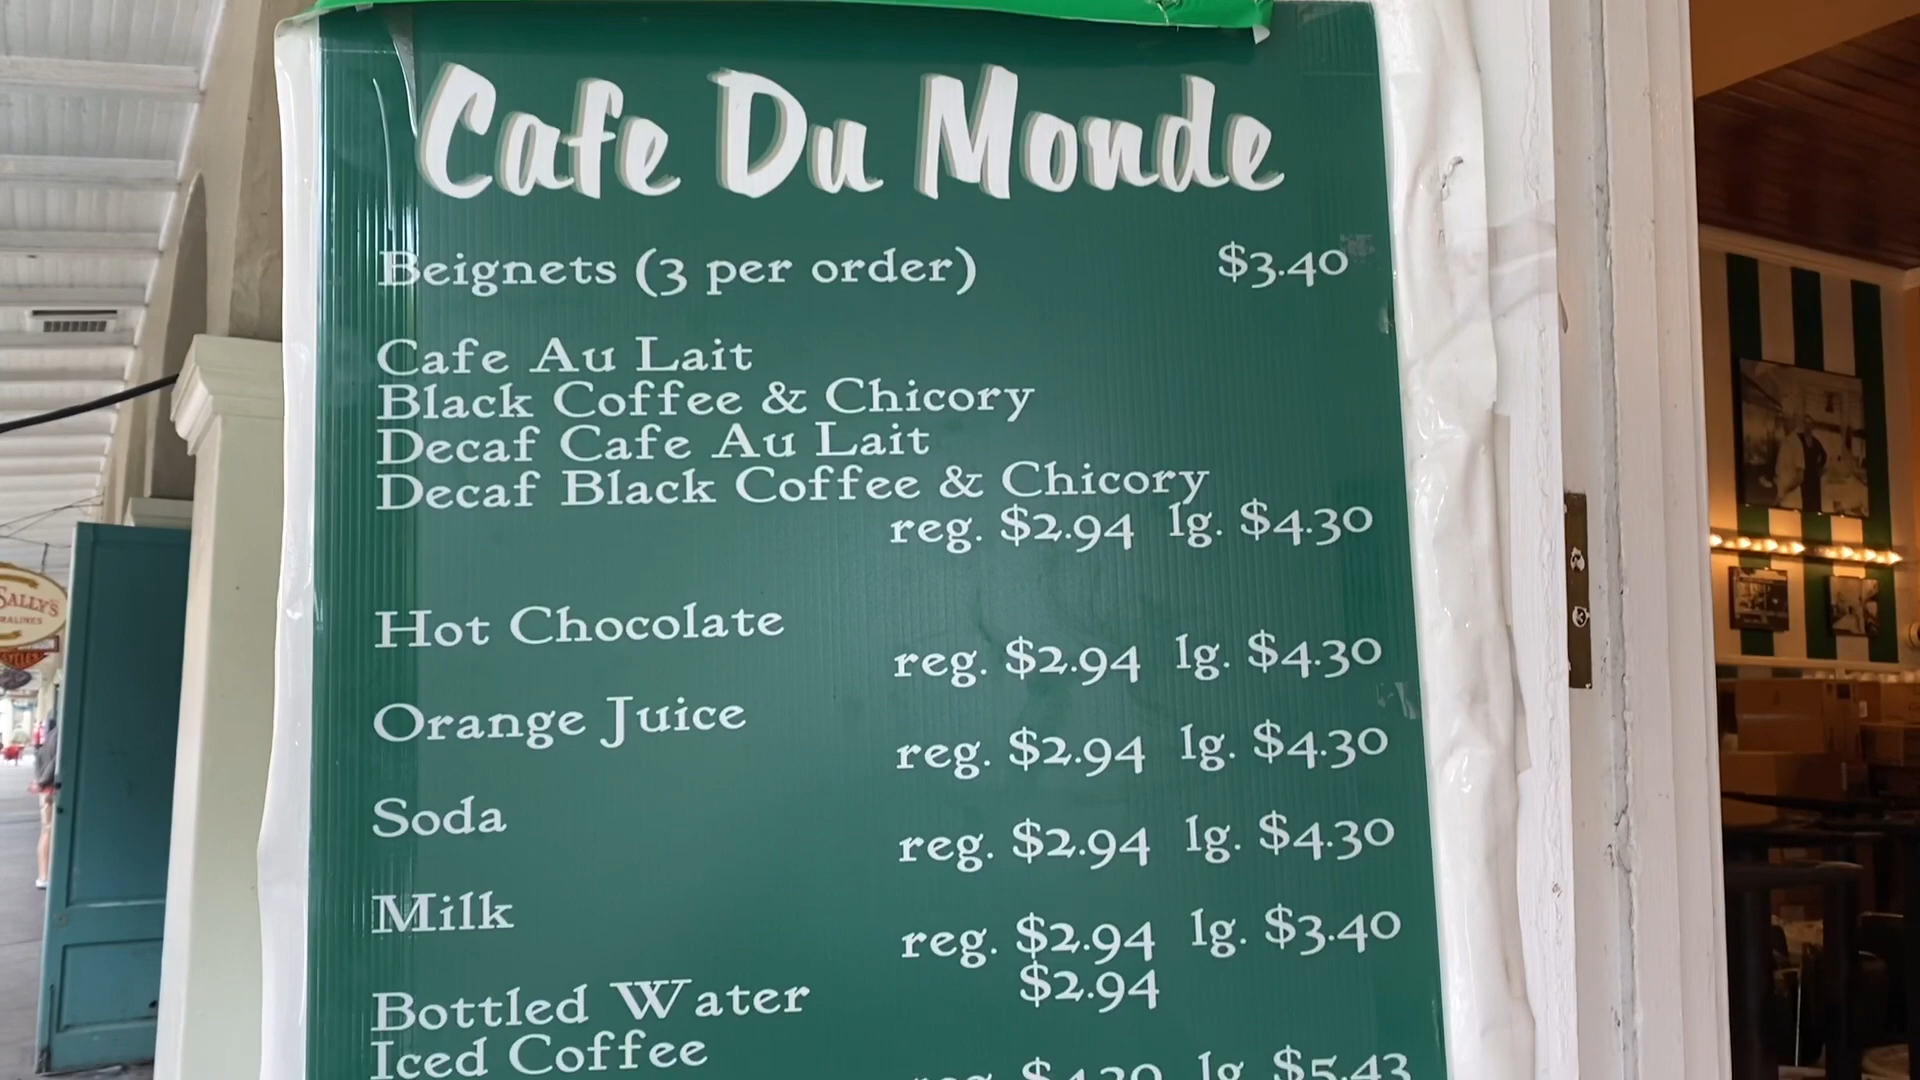 Cafe Du Monde
Beignets (3 per order) $3.40
Cafe Au Lait
Black Coffee & Chicory
Decaf Cafe Au Lait
Decaf Black Coffee & Chicory
reg. $2.94 lg. $4.30
Hot Chocolate
reg. $2.94 lg. $4.30
Orange Juice
reg. $2.94 lg. $4.30
Soda
reg. $2.94 lg. $4.30
Milk
reg. $2.94 lg. $3.40
$2.94
Bottled Water
Iced Coffee
lg. $5.43
SALLY'S